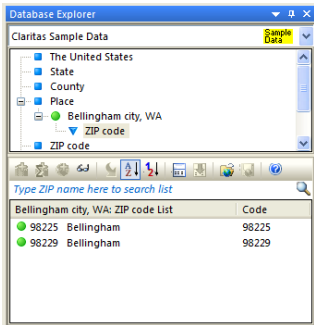 Database Explorer
Claritas Sample Data Sample Data
The United States
State
County
Place
Bellingham city, WA
ZIP code
ZIP code
Type ZIP name here to search list
Bellingham city, WA: ZIP code List Code
98225 Bellingham 98225
98229 Bellingham 98229